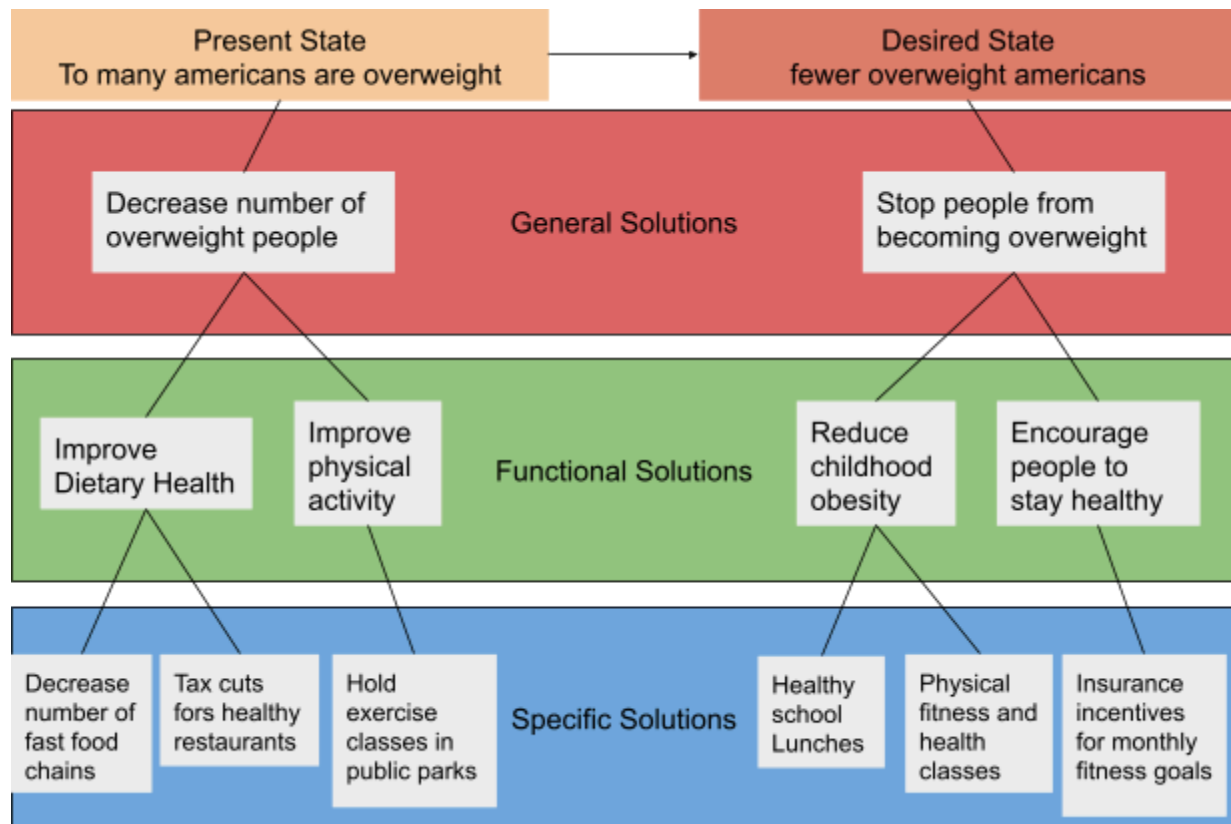 Present State
To many americans are overweight
Desired State
fewer overweight americans
Decrease number of
overweight people
General Solutions
Stop people from
becoming overweight
Improve
Dietary Health
Improve
physical
activity
Functional Solutions
Reduce
childhood
obesity
Encourage
people to
stay healthy
Decrease
number of
fast food
chains
Tax cuts
fors healthy
restaurants
Hold
exercise
classes in
public parks
Specific Solutions
Healthy
school
Lunches
Physical
fitness and
health
classes
Insurance
incentives
for monthly
fitness goals